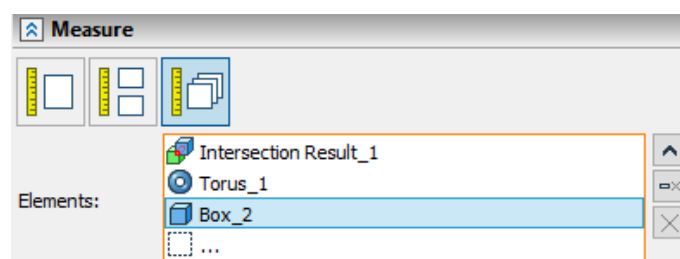 Measure
Intersection Result_1
Torus_1
Elements:
Box_2
...